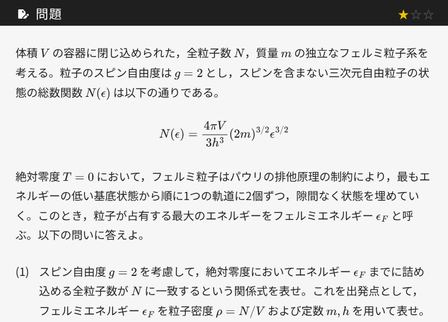 問題 ★☆☆
体積 V の容器に閉じ込められた，全粒子数 N，質量 m の独立なフェルミ粒子系を
考える。粒子のスピン自由度は g = 2 とし，スピンを含まない三次元自由粒子の状
態の総数関数 N(ϵ) は以下の通りである。
N(ϵ) = \frac{4πV}{3h^3}(2m)^{3/2}ϵ^{3/2}
絶対零度 T = 0 において，フェルミ粒子はパウリの排他原理の制約により，最もエ
ネルギーの低い基底状態から順に1つの軌道に2個ずつ，隙間なく状態を埋めてい
く。このとき，粒子が占有する最大のエネルギーをフェルミエネルギー ϵ_F と呼
ぶ。以下の問いに答えよ。
(1) スピン自由度 g = 2 を考慮して，絶対零度においてエネルギー ϵ_F までに詰め
込める全粒子数が N に一致するという関係式を表せ。これを出発点として，
フェルミエネルギー ϵ_F を粒子密度 ρ = N/V および定数 m, h を用いて表せ。